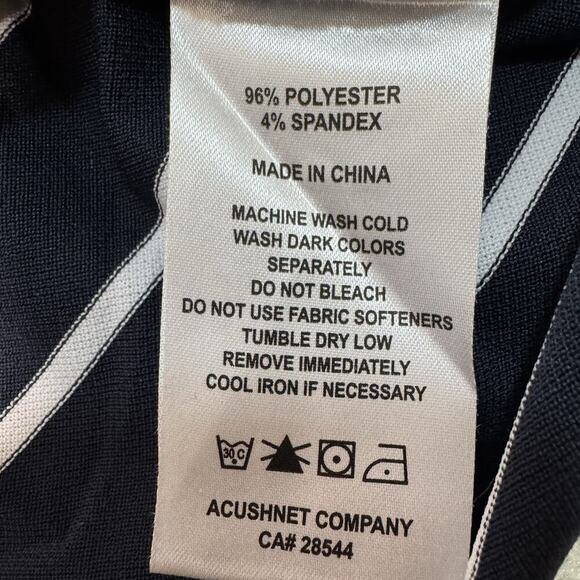 96% POLYESTER
4% SPANDEX
MADE IN CHINA
MACHINE WASH COLD
WASH DARK COLORS
SEPARATELY
DO NOT BLEACH
DO NOT USE FABRIC SOFTENERS
TUMBLE DRY LOW
REMOVE IMMEDIATELY
COOL IRON IF NECESSARY
30 C
ACUSHNET COMPANY
CA# 28544